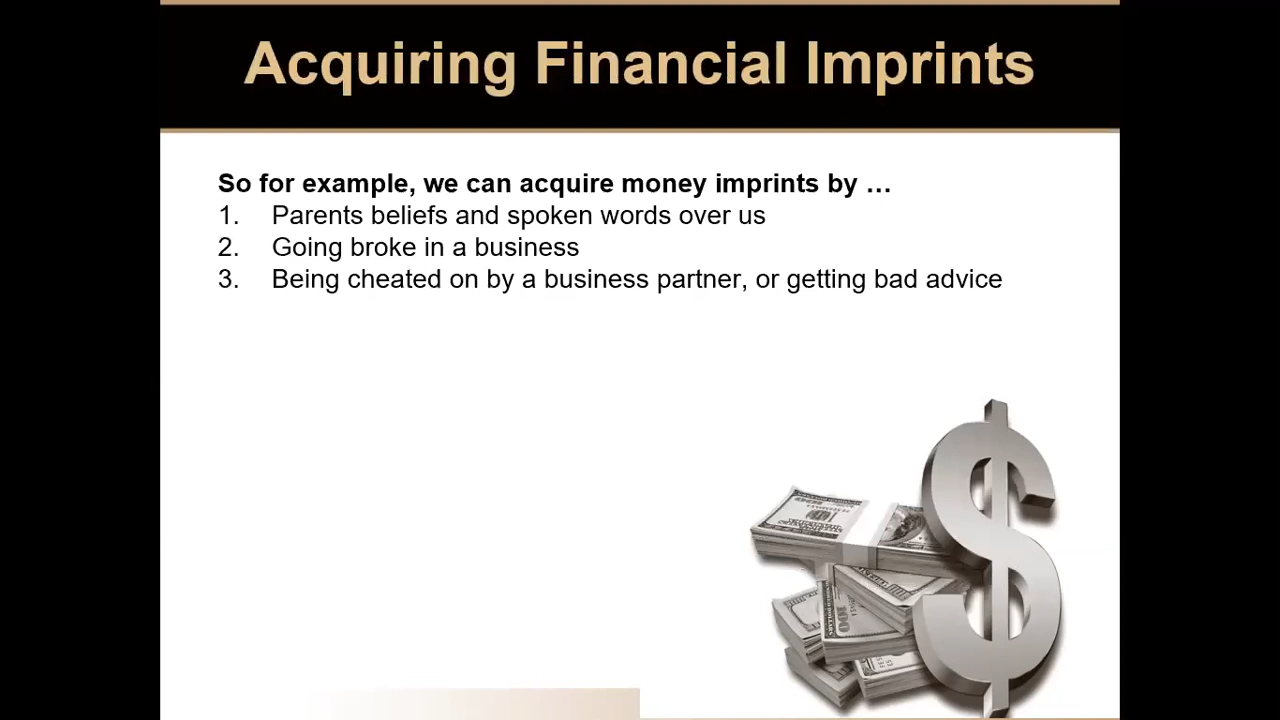 Acquiring Financial Imprints
So for example, we can acquire money imprints by …
1. Parents beliefs and spoken words over us
2. Going broke in a business
3. Being cheated on by a business partner, or getting bad advice
$